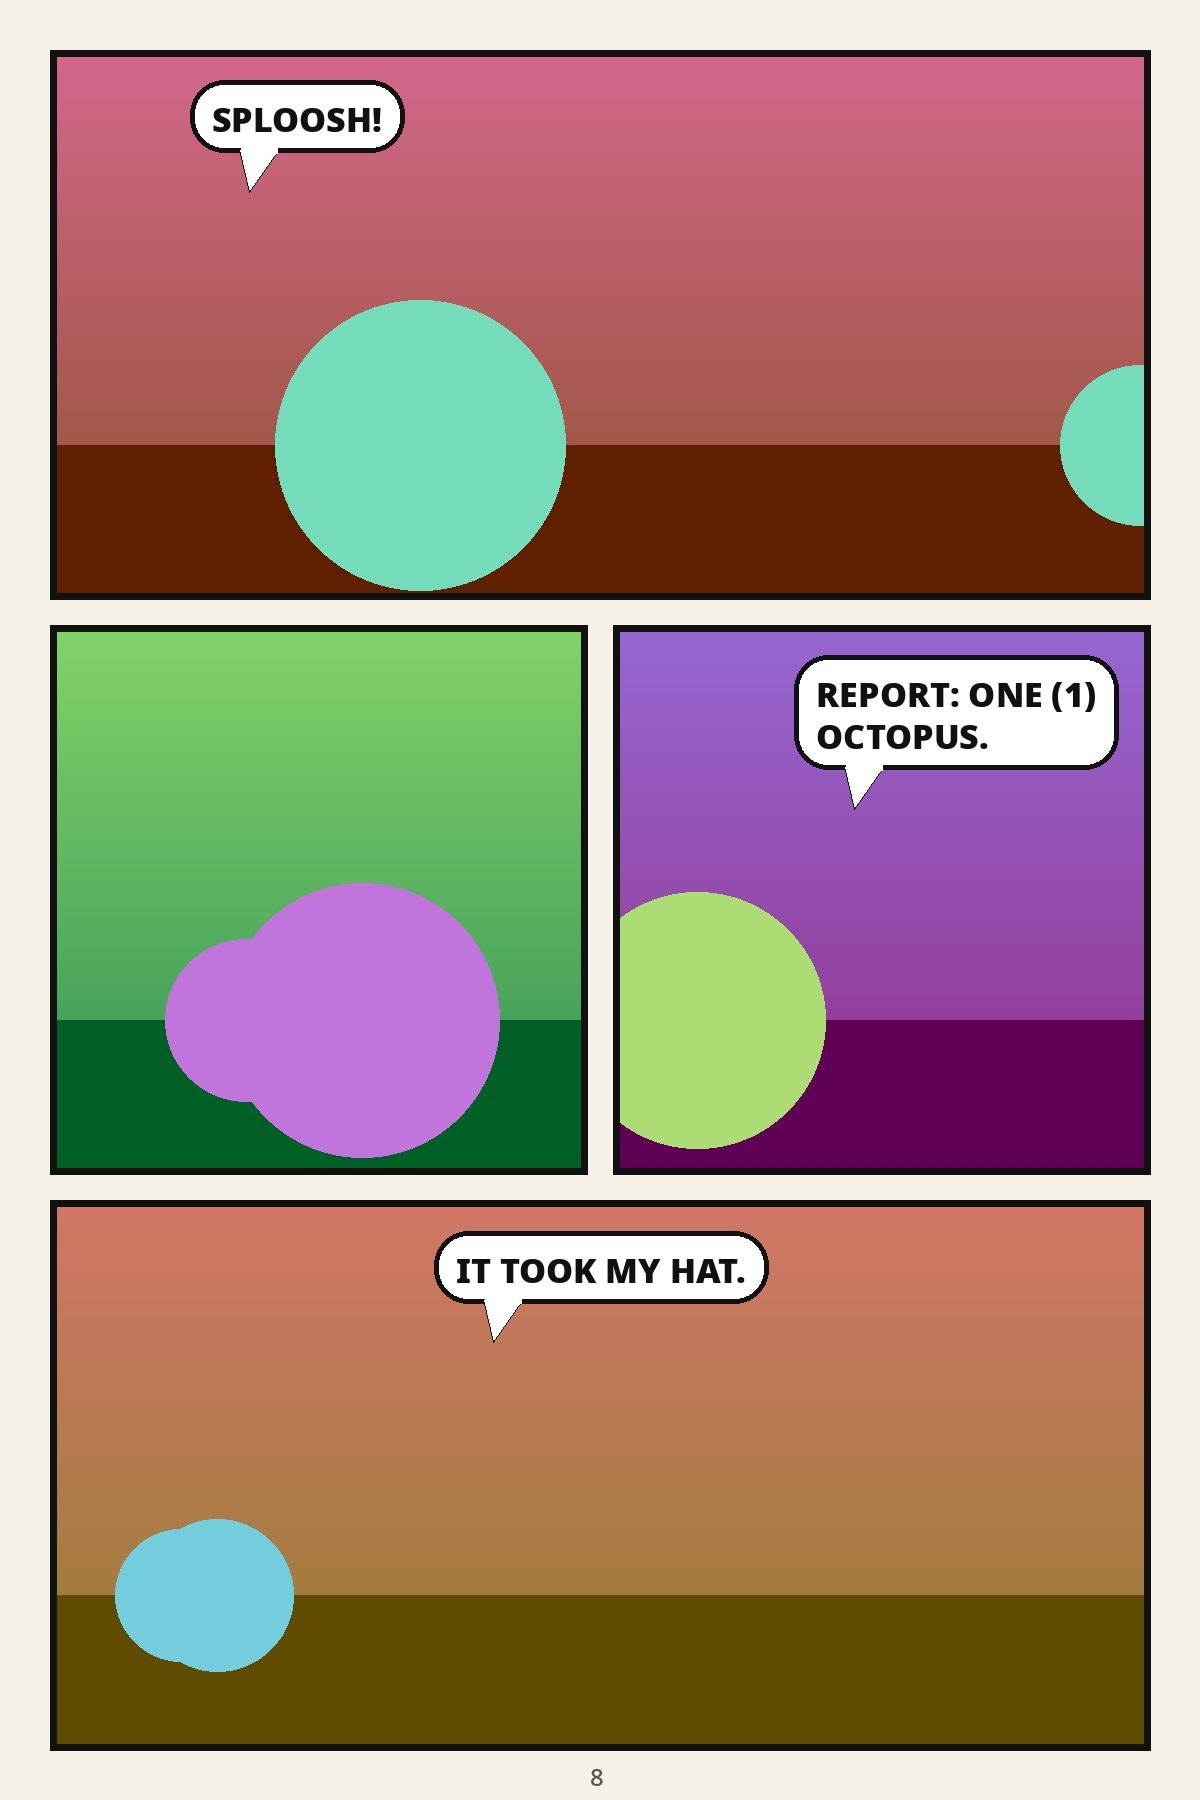 SPLOOSH!
REPORT: ONE (1)
OCTOPUS.
IT TOOK MY HAT.
8